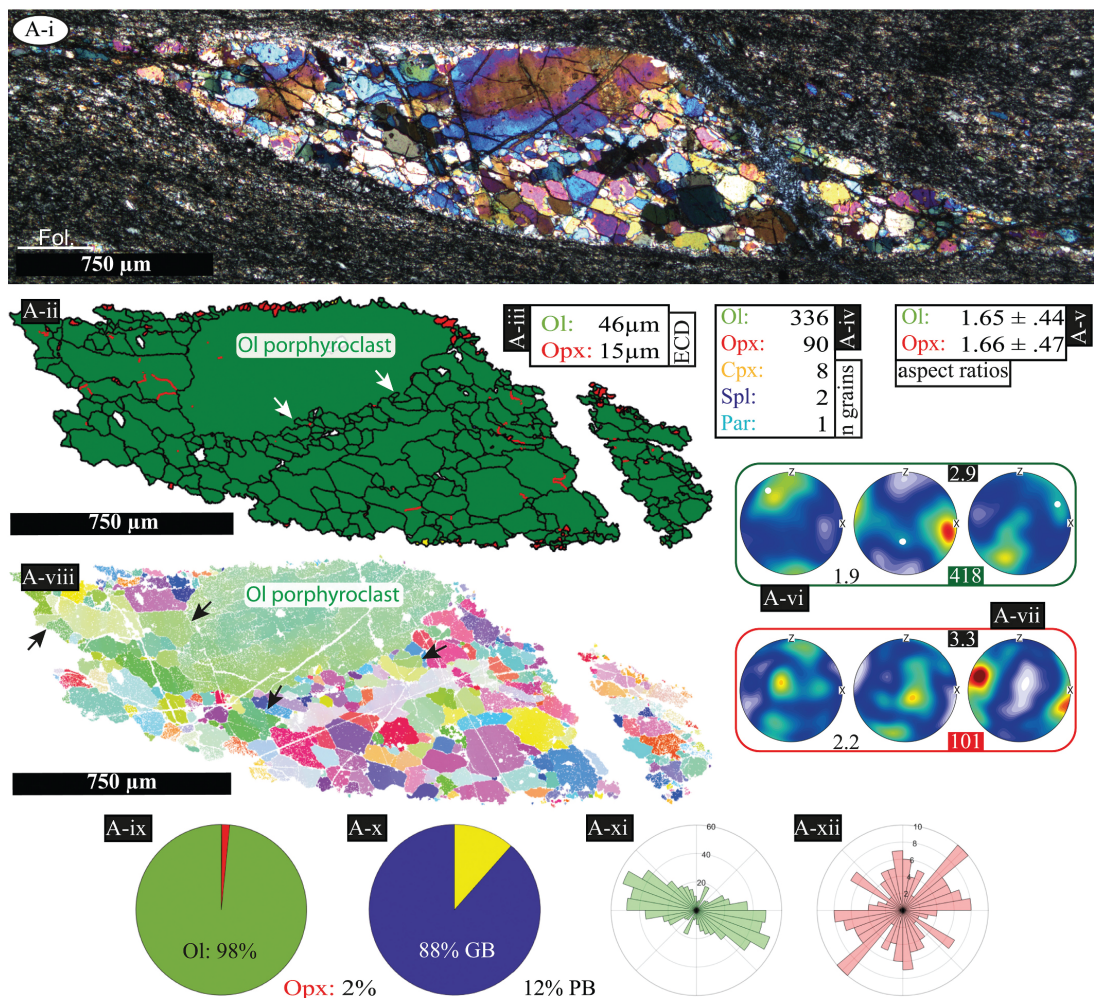 A-i
Fol.
750 µm
A-ii
Ol porphyroclast
750 µm
A-iii
Ol: 46µm
Opx: 15µm
ECD
A-iv
Ol: 336
Opx: 90
Cpx: 8
Spl: 2
Par: 1
n grains
A-v
Ol: 1.65 ± .44
Opx: 1.66 ± .47
aspect ratios
Z
X
Z
X
Z
X
2.9
1.9
418
A-vi
A-vii
Z
X
Z
X
Z
X
3.3
2.2
101
A-viii
Ol porphyroclast
750 µm
A-ix
Ol: 98%
Opx: 2%
A-x
88% GB
12% PB
A-xi
60
40
20
A-xii
10
8
6
4
2